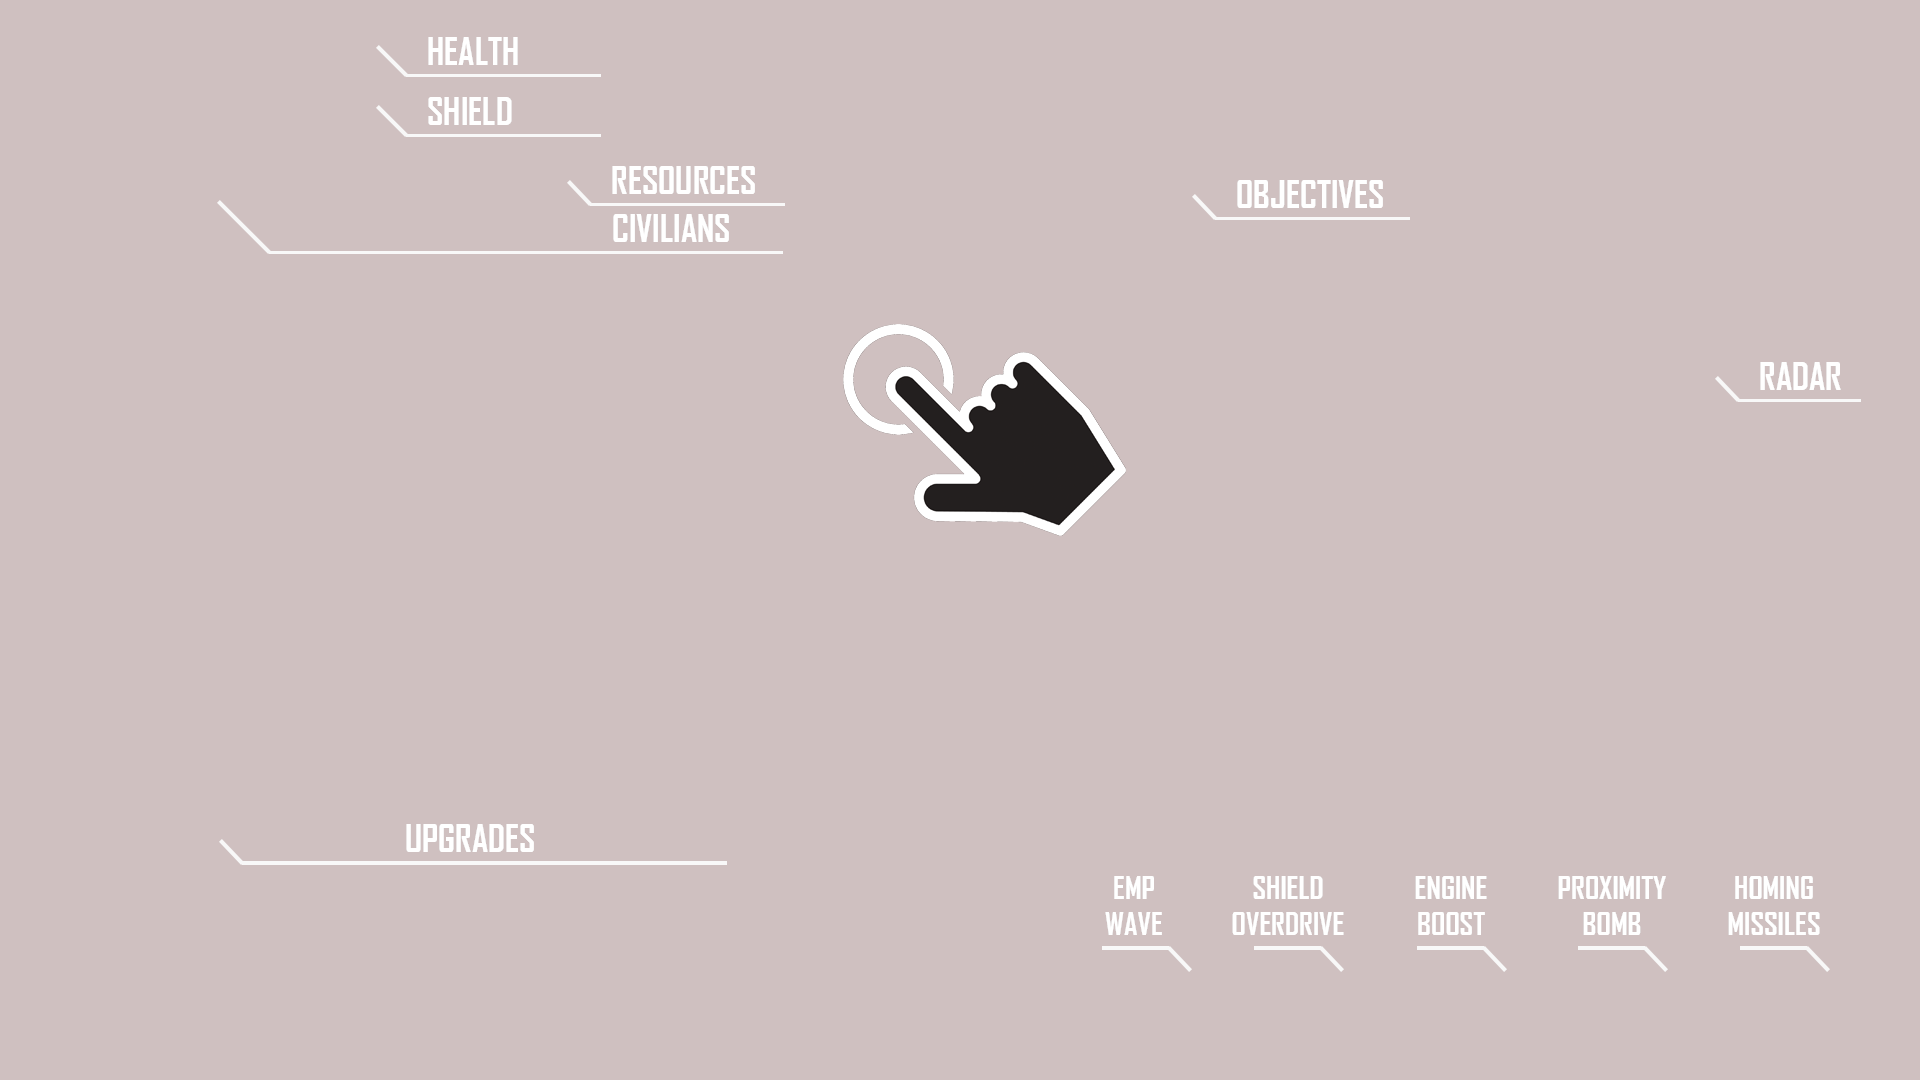 HEALTH
SHIELD
RESOURCES
CIVILIANS
OBJECTIVES
RADAR
UPGRADES
EMP
WAVE
SHIELD
OVERDRIVE
ENGINE
BOOST
PROXIMITY
BOMB
HOMING
MISSILES